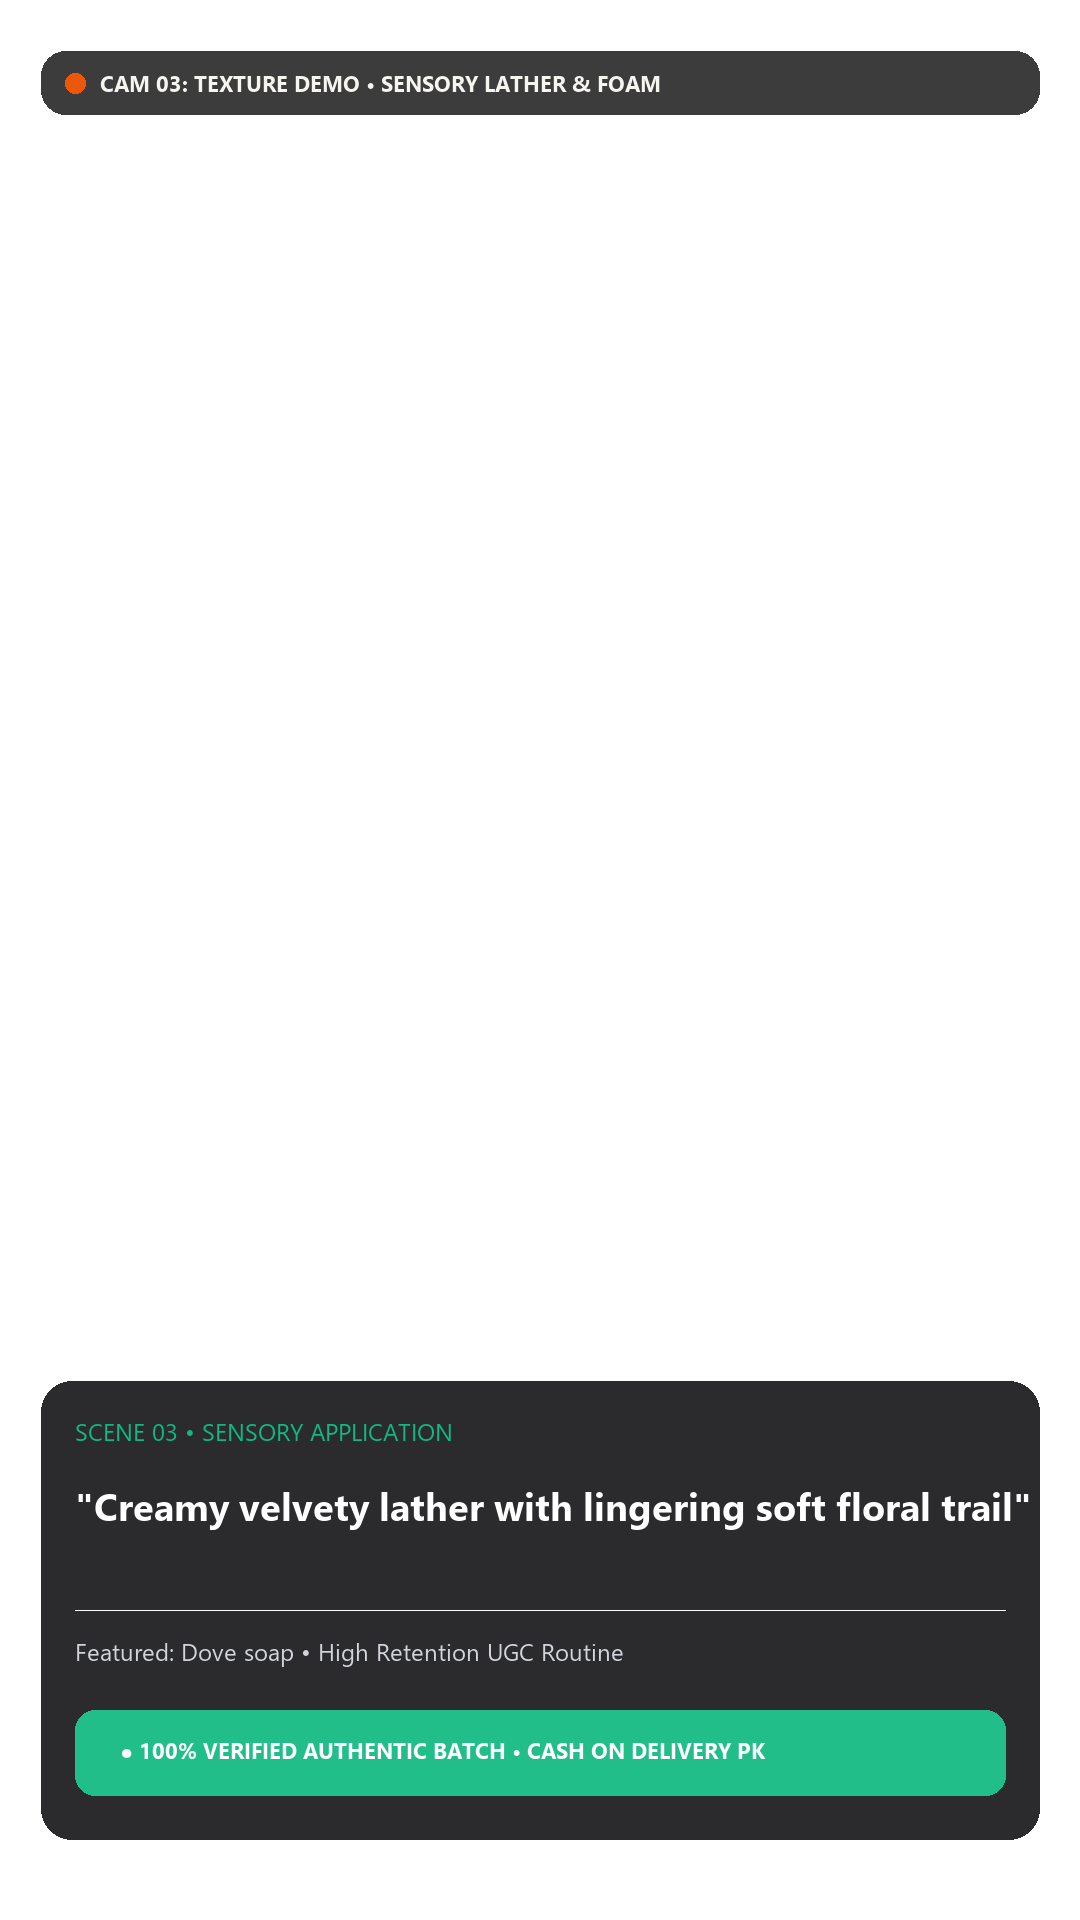 CAM 03: TEXTURE DEMO • SENSORY LATHER & FOAM
SCENE 03 • SENSORY APPLICATION
"Creamy velvety lather with lingering soft floral trail"
Featured: Dove soap • High Retention UGC Routine
• 100% VERIFIED AUTHENTIC BATCH • CASH ON DELIVERY PK